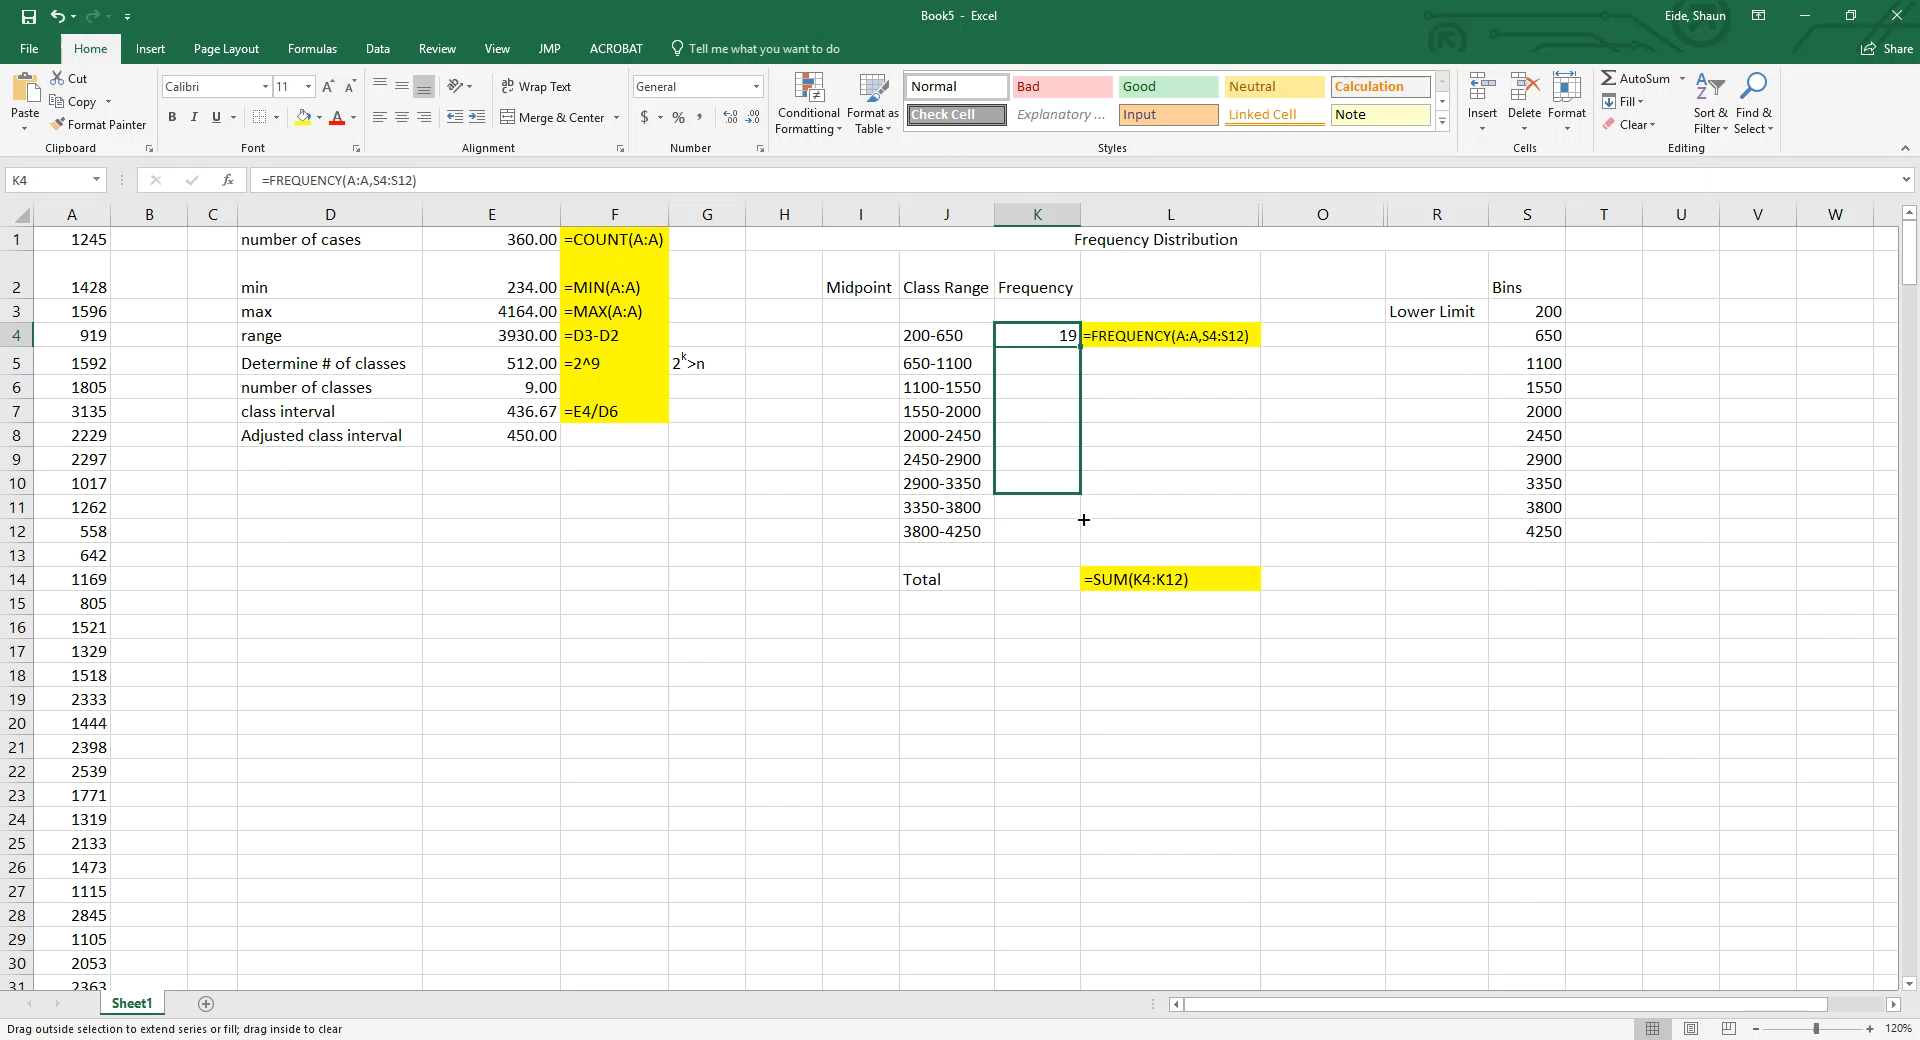 Book5 - Excel
Eide, Shaun
File Home Insert Page Layout Formulas Data Review View JMP ACROBAT Tell me what you want to do Share
Paste
Cut
Copy
Format Painter
Clipboard
Calibri 11
B I U
Font
Wrap Text
Merge & Center
Alignment
General
$ % ,
Number
Conditional Formatting
Format as Table
Normal Bad Good Neutral Calculation
Check Cell Explanatory ... Input Linked Cell Note
Styles
Insert Delete Format
Cells
AutoSum
Fill
Clear
Sort & Filter
Find & Select
Editing
K4 fx =FREQUENCY(A:A,S4:S12)
A B C D E F G H I J K L O R S T U V W
1 1245 number of cases 360.00 =COUNT(A:A) Frequency Distribution
2 1428 min 234.00 =MIN(A:A) Midpoint Class Range Frequency Bins
3 1596 max 4164.00 =MAX(A:A) Lower Limit 200
4 919 range 3930.00 =D3-D2 200-650 19 =FREQUENCY(A:A,S4:S12) 650
5 1592 Determine # of classes 512.00 =2^9 2^k>n 650-1100 1100
6 1805 number of classes 9.00 1100-1550 1550
7 3135 class interval 436.67 =E4/D6 1550-2000 2000
8 2229 Adjusted class interval 450.00 2000-2450 2450
9 2297 2450-2900 2900
10 1017 2900-3350 3350
11 1262 3350-3800 3800
12 558 3800-4250 4250
13 642
14 1169 Total =SUM(K4:K12)
15 805
16 1521
17 1329
18 1518
19 2333
20 1444
21 2398
22 2539
23 1771
24 1319
25 2133
26 1473
27 1115
28 2845
29 1105
30 2053
31 2363
Sheet1
Drag outside selection to extend series or fill; drag inside to clear
120%